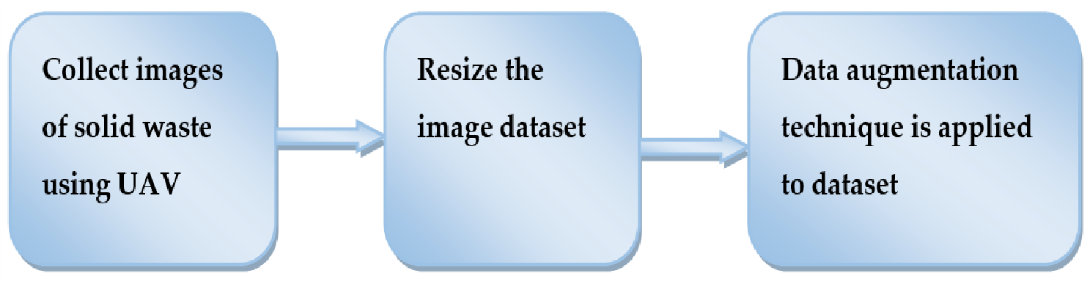 Collect images
of solid waste
using UAV
Resize the
image dataset
Data augmentation
technique is applied
to dataset